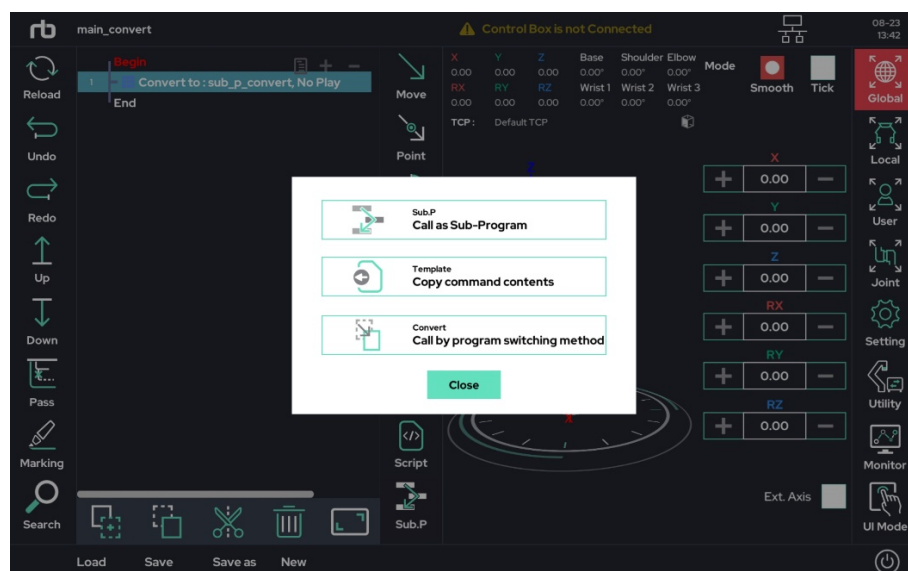 rb
main_convert
Control Box is not Connected
08-23
13:42
Reload
Undo
Redo
Up
Down
Pass
Marking
Search
Begin
1
Convert to : sub_p_convert, No Play
End
Move
Point
Script
Sub.P
X Y Z Base Shoulder Elbow
0.00 0.00 0.00 0.00° 0.00° 0.00°
RX RY RZ Wrist 1 Wrist 2 Wrist 3
0.00 0.00 0.00 0.00° 0.00° 0.00°
TCP : Default TCP
Mode
Smooth
Tick
Sub.P
Call as Sub-Program
Template
Copy command contents
Convert
Call by program switching method
Close
X
X
0.00
Y
0.00
Z
0.00
RX
0.00
RY
0.00
RZ
0.00
Ext. Axis
Global
Local
User
Joint
Setting
Utility
Monitor
UI Mode
Load Save Save as New